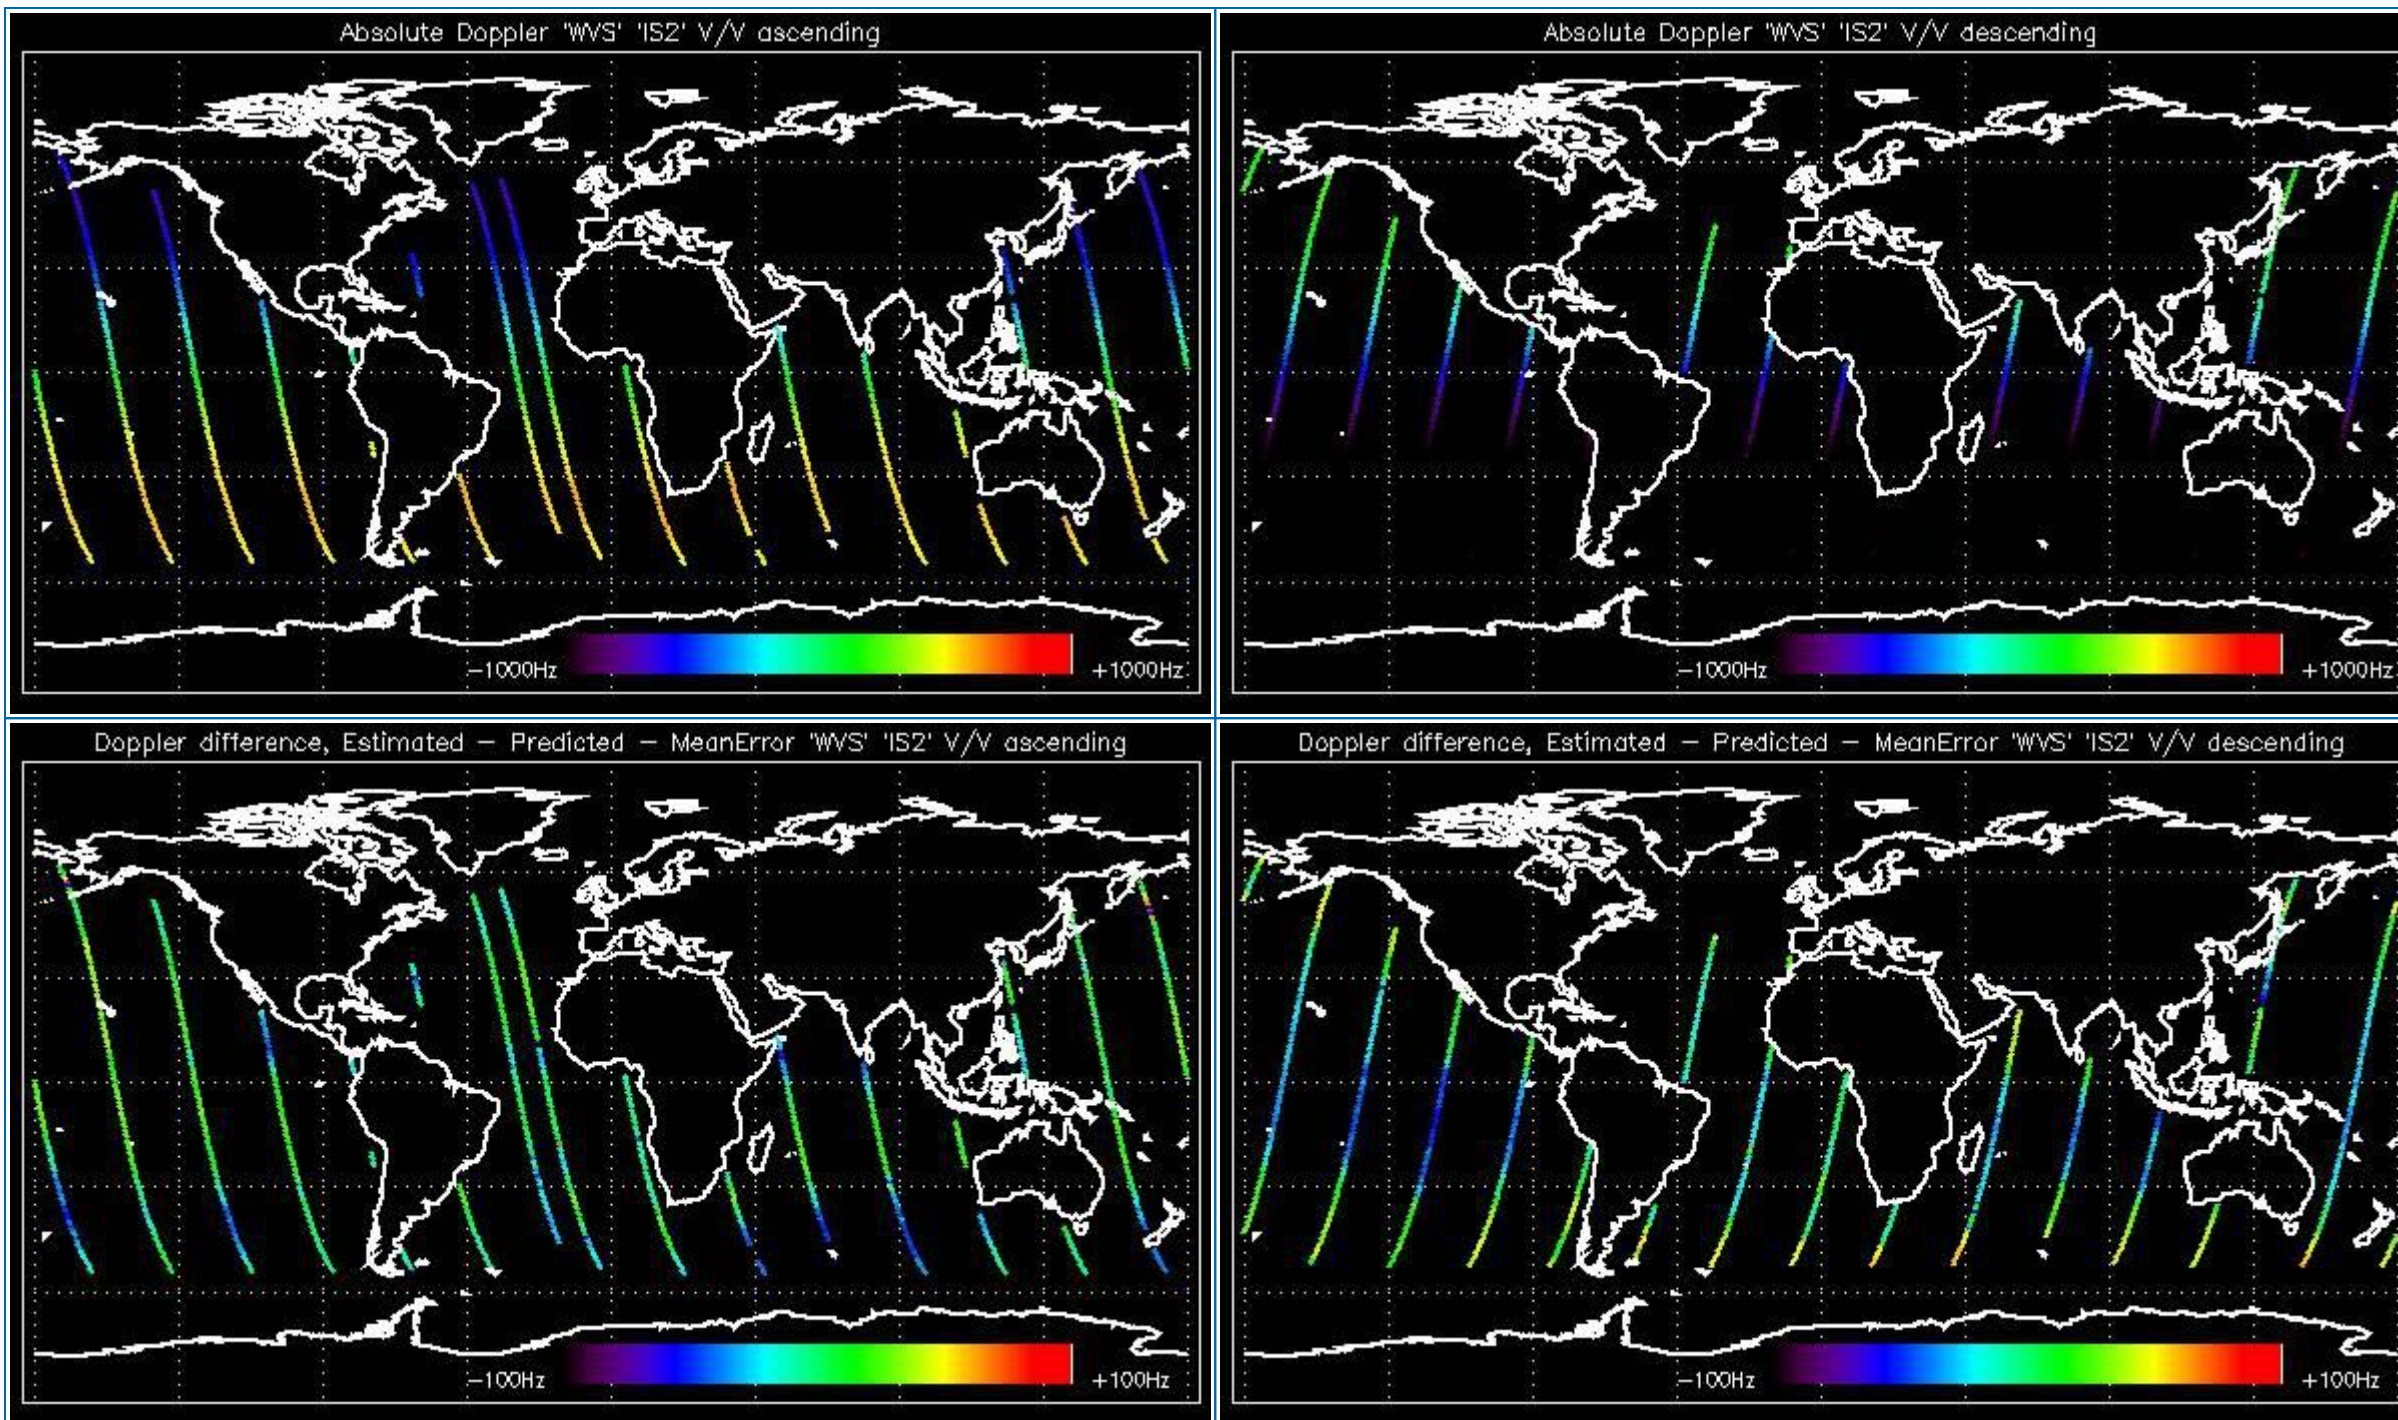 Absolute Doppler 'WVS' 'IS2' V/V ascending
-1000Hz +1000Hz
Absolute Doppler 'WVS' 'IS2' V/V descending
-1000Hz +1000Hz
Doppler difference, Estimated - Predicted - MeanError 'WVS' 'IS2' V/V ascending
-100Hz +100Hz
Doppler difference, Estimated - Predicted - MeanError 'WVS' 'IS2' V/V descending
-100Hz +100Hz